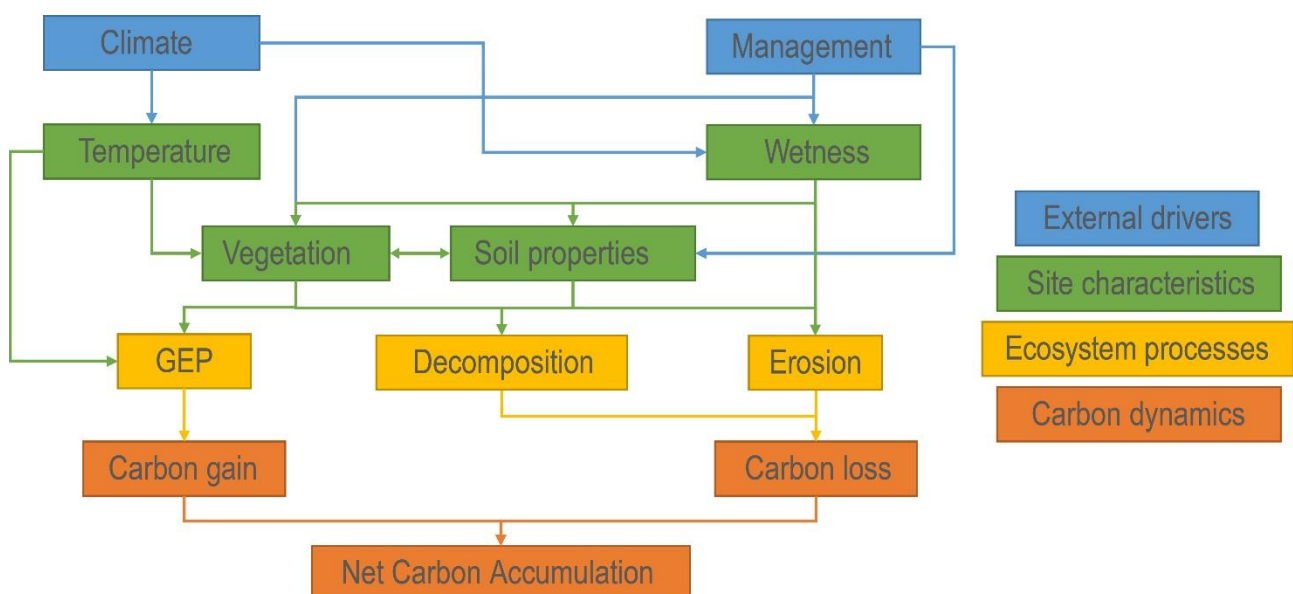 Climate
Management
Temperature
Wetness
Vegetation
Soil properties
GEP
Decomposition
Erosion
Carbon gain
Carbon loss
Net Carbon Accumulation
External drivers
Site characteristics
Ecosystem processes
Carbon dynamics